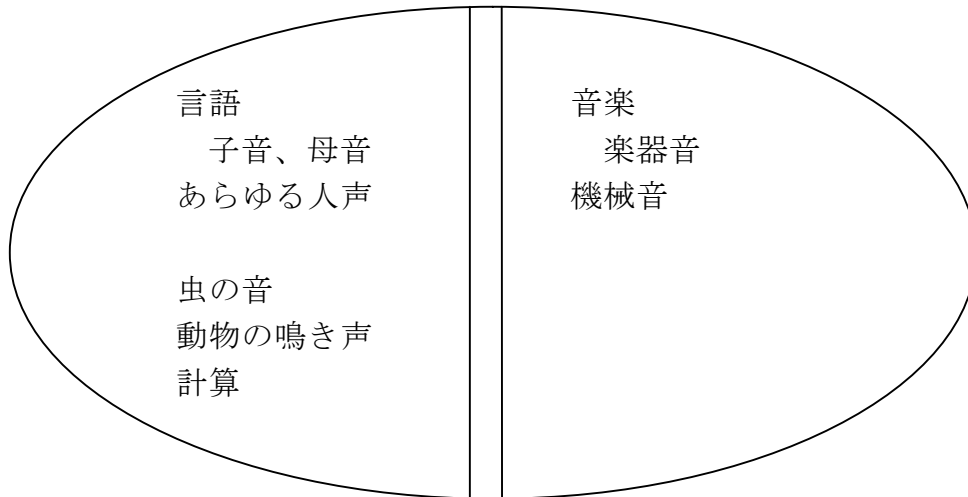 言語
子音、母音
あらゆる人声
虫の音
動物の鳴き声
計算
音楽
楽器音
機械音